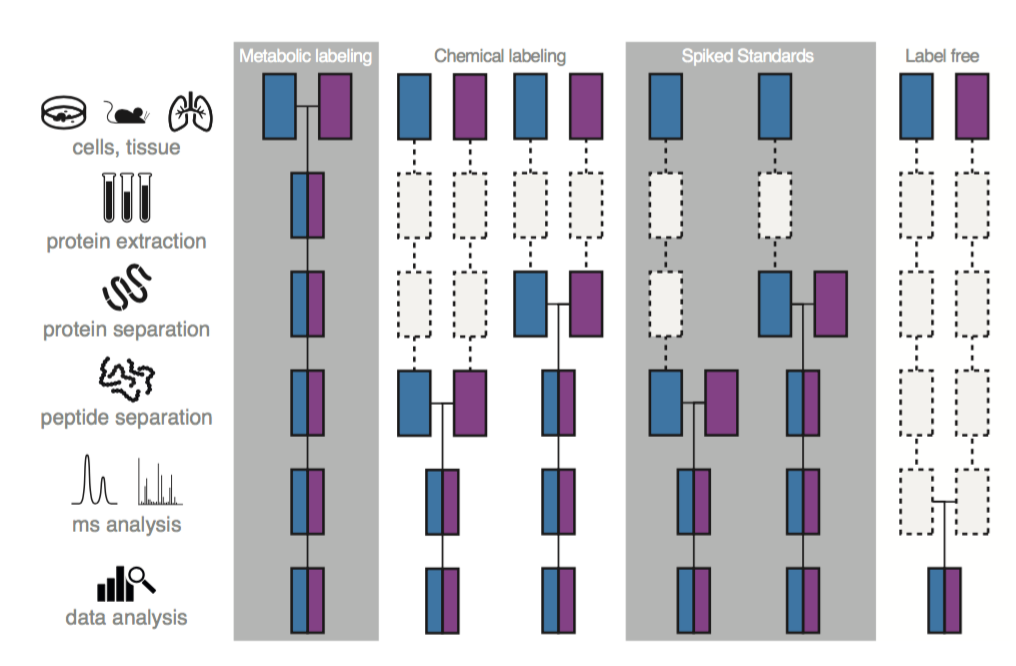 Metabolic labeling
Chemical labeling
Spiked Standards
Label free
cells, tissue
protein extraction
protein separation
peptide separation
ms analysis
data analysis